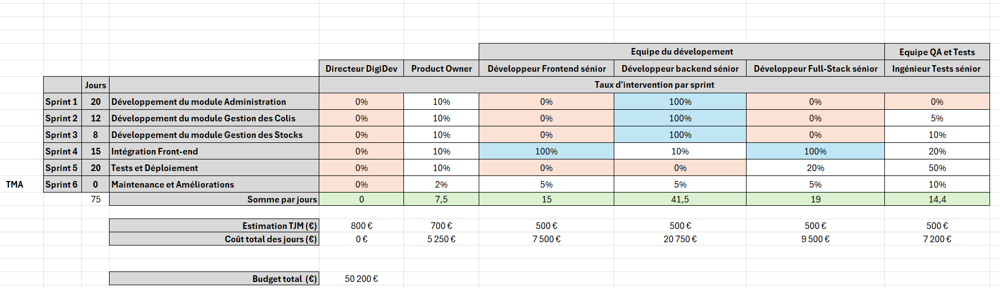 Equipe du dévelopement Equipe QA et Tests
Directeur DigiDev Product Owner Développeur Frontend sénior Développeur backend sénior Développeur Full-Stack sénior Ingénieur Tests sénior
Jours Taux d'intervention par sprint
Sprint 1 20 Développement du module Administration 0% 10% 0% 100% 0% 0%
Sprint 2 12 Développement du module Gestion des Colis 0% 10% 0% 100% 0% 5%
Sprint 3 8 Développement du module Gestion des Stocks 0% 10% 0% 100% 0% 10%
Sprint 4 15 Intégration Front-end 0% 10% 100% 10% 100% 20%
Sprint 5 20 Tests et Déploiement 0% 10% 0% 0% 20% 50%
TMA Sprint 6 0 Maintenance et Améliorations 0% 2% 5% 5% 5% 10%
75 Somme par jours 0 7,5 15 41,5 19 14,4
Estimation TJM (€) 800 € 700 € 500 € 500 € 500 € 500 €
Coût total des jours (€) 0 € 5 250 € 7 500 € 20 750 € 9 500 € 7 200 €
Budget total (€) 50 200 €